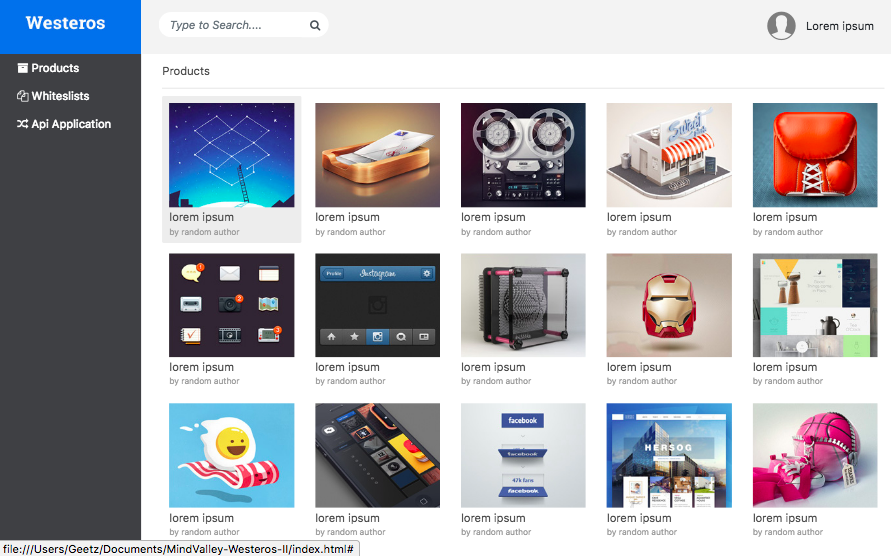 Westeros
Type to Search....
Lorem ipsum
Products
Whiteslists
Api Application
Products
lorem ipsum
by random author
lorem ipsum
by random author
lorem ipsum
by random author
Sweet
lorem ipsum
by random author
lorem ipsum
by random author
1
2
3
lorem ipsum
by random author
Profile
Instagram
lorem ipsum
by random author
lorem ipsum
by random author
lorem ipsum
by random author
lorem ipsum
by random author
lorem ipsum
by random author
lorem ipsum
by random author
facebook
facebook
47k fans
facebook
lorem ipsum
by random author
HERSOG
lorem ipsum
by random author
lorem ipsum
by random author
file:///Users/Geetz/Documents/MindValley-Westeros-II/index.html#